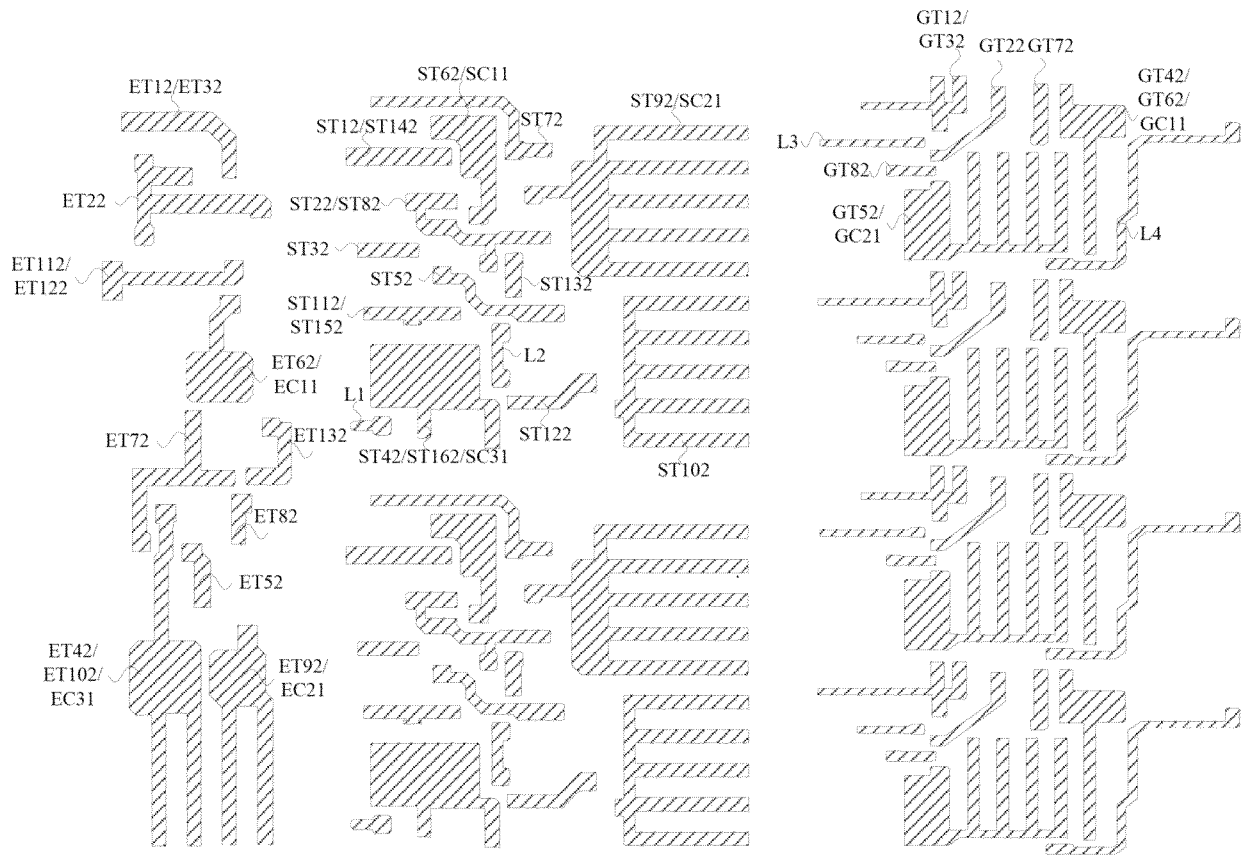 ET12/ET32
ET22
ET112/
ET122
ET62/
EC11
ET72
ET132
ET82
ET52
ET42/
ET102/
EC31
ET92/
EC21
ST62/SC11
ST12/ST142
ST72
ST92/SC21
ST22/ST82
ST32
ST52
ST132
ST112/
ST152
L2
L1
ST122
ST42/ST162/SC31
ST102
GT12/
GT32
GT22
GT72
GT42/
GT62/
GC11
L3
GT82
GT52/
GC21
L4